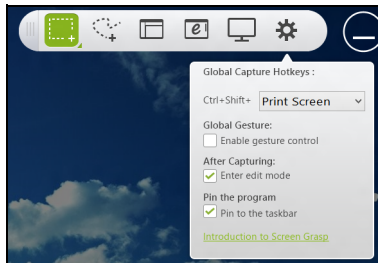 Global Capture Hotkeys :
Ctrl+Shift+ Print Screen
Global Gesture:
Enable gesture control
After Capturing:
Enter edit mode
Pin the program
Pin to the taskbar
Introduction to Screen Grasp